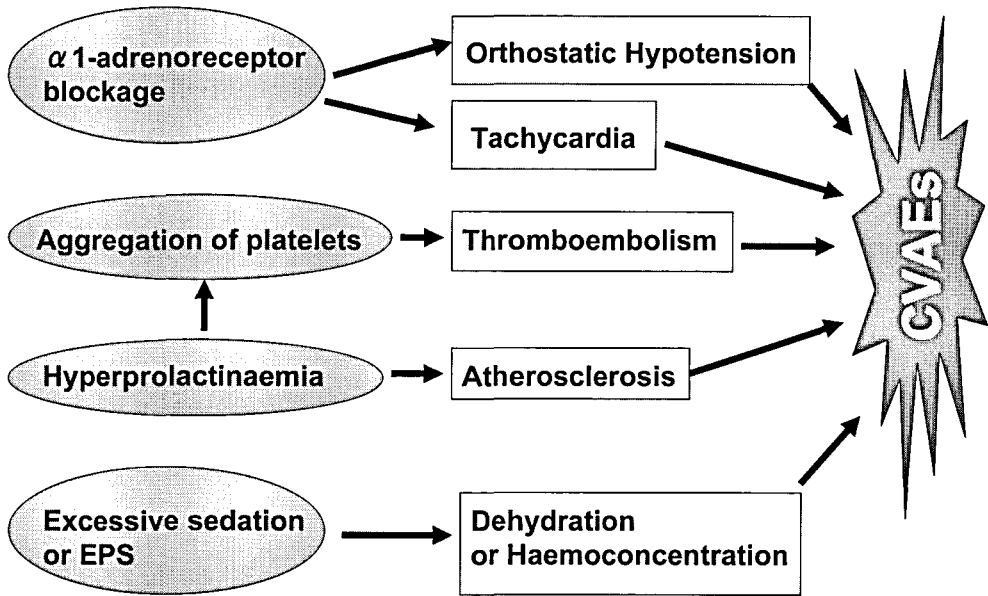 α1-adrenoreceptor
blockage
Orthostatic Hypotension
Tachycardia
Aggregation of platelets
Thromboembolism
Hyperprolactinaemia
Atherosclerosis
Excessive sedation
or EPS
Dehydration
or Haemoconcentration
CVAEs